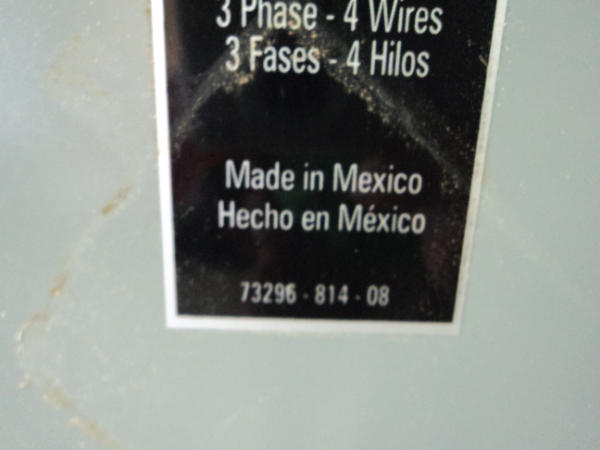 3 Phase - 4 Wires
3 Fases - 4 Hilos
Made in Mexico
Hecho en México
73296 - 814 - 08